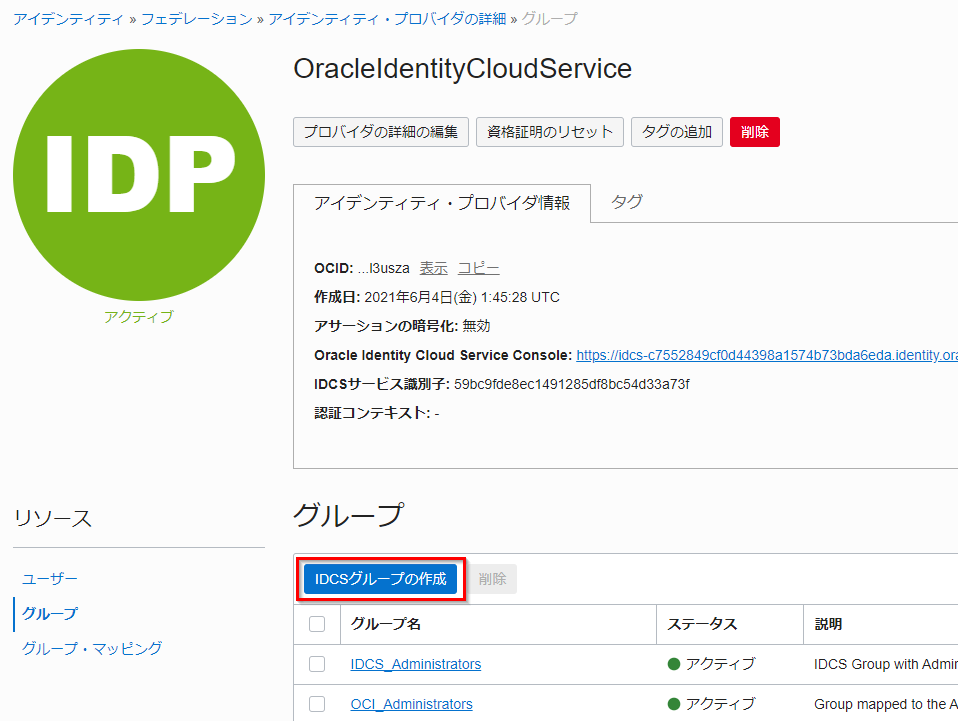 アイデンティティ » フェデレーション » アイデンティティ・プロバイダの詳細 » グループ
IDP
アクティブ
OracleIdentityCloudService
プロバイダの詳細の編集 資格証明のリセット タグの追加 削除
アイデンティティ・プロバイダ情報 タグ
OCID: ...l3usza 表示 コピー
作成日: 2021年6月4日(金) 1:45:28 UTC
アサーションの暗号化: 無効
Oracle Identity Cloud Service Console: https://idcs-c7552849cf0d44398a1574b73bda6eda.identity.ora
IDCSサービス識別子: 59bc9fde8ec1491285df8bc54d33a73f
認証コンテキスト: -
リソース
ユーザー
グループ
グループ・マッピング
グループ
IDCSグループの作成 削除
グループ名 ステータス 説明
IDCS_Administrators アクティブ IDCS Group with Admin
OCI_Administrators アクティブ Group mapped to the A